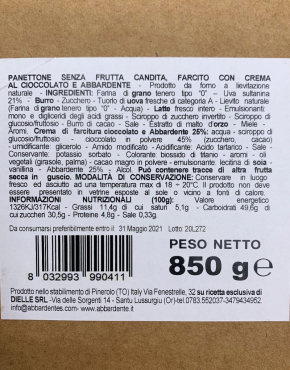 PANETTONE SENZA FRUTTA CANDITA, FARCITO CON CREMA
AL CIOCCOLATO E ABBARDENTE - Prodotto da forno a lievitazione
naturale - INGREDIENTI: Farina di grano tenero tipo "0" – Uva sultanina
21% - Burro - Zucchero - Tuorlo di uova fresche di categoria A - Lievito naturale
(Farina di grano tenero tipo "0" - Acqua) - Latte fresco intero - Emulsionanti:
mono e digliceridi degli acidi grassi - Sciroppo di zucchero invertito - Sciroppo di
glucosio/fruttosio - Burro di cacao - Sale - Estratto di malto d'orzo - Miele -
Aromi. Crema di farcitura cioccolato e Abbardente 25%: acqua - sciroppo di
glucosio/fruttosio - cioccolato in polvere 45% (zucchero, cacao) -
umidificante: glicerolo - Amido modificato - Acidificante: Acido tartarico - Sale
- Conservante: potassio sorbato - Colorante: biossido di titanio - aromi - oli
vegetali (girasole, palma) cacao magro in polvere - emulsionante: lecitina di soia -
vanillina - Abbardente 25% - Alcol. Può contenere tracce di altra frutta
secca in guscio. MODALITÀ DI CONSERVAZIONE: Conservare in luogo
fresco ed asciutto ad una temperatura max di 18 ÷ 20°C. Il prodotto non deve
essere presentato in vetrine esposte al sole o vicino a fonti di calore.
INFORMAZIONI NUTRIZIONALI (100g): Valore energetico
1326KJ/317Kcal - Grassi 11,4g di cui saturi 5,1g - Carboidrati 49,6g di
cui zuccheri 30,5g - Proteine 4,8g - Sale 0,33g
Da consumarsi preferibilmente entro il 31 Maggio 2021 Lotto: 20L272
PESO NETTO
850 g ℮
8 032993 990411
Prodotto nello stabilimento di Pinerolo (TO) Italy Via Fenestrelle, 32 su ricetta esclusiva di
DIELLE SRL -Via delle Sorgenti 14 - Santu Lussurgiu (Or)-tel.0783.552037-3479434952
info@abbardentes.com - www.abbardente.it